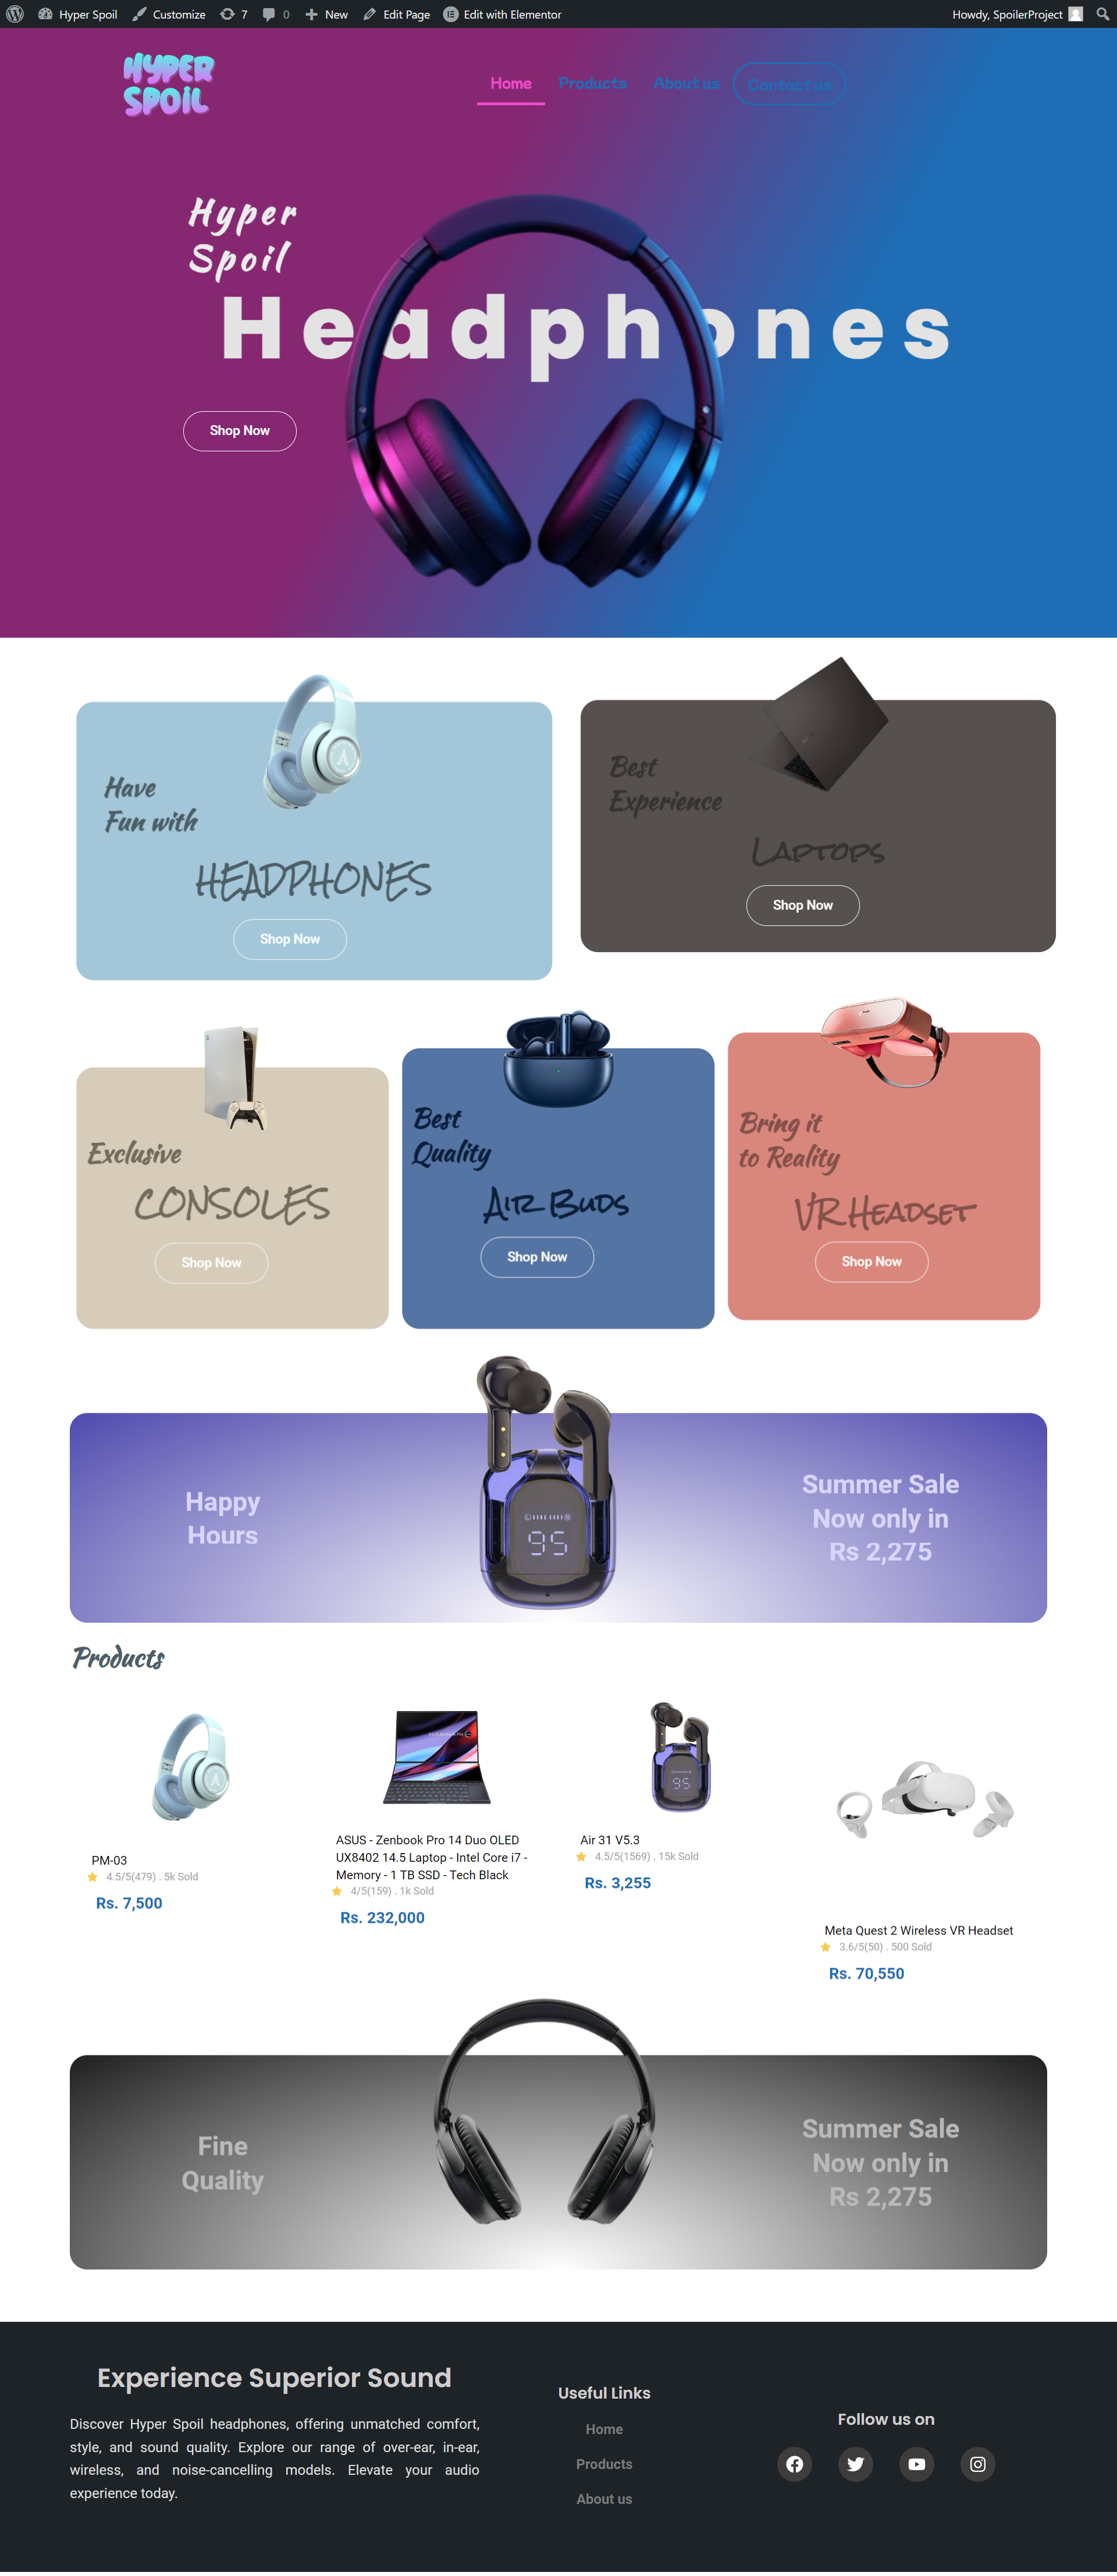 Hyper Spoil
Customize
7
0
New
Edit Page
Edit with Elementor
Howdy, SpoilerProject
HYPER
SPOIL
Home
Products
About us
Contact us
Hyper
Spoil
Headphones
Shop Now
Have
Fun with
HEADPHONES
Shop Now
Best
Experience
Laptops
Shop Now
Exclusive
CONSOLES
Shop Now
Best
Quality
Air Buds
Shop Now
Bring it
to Reality
VR Headset
Shop Now
Happy
Hours
95
Summer Sale
Now only in
Rs 2,275
Products
PM-03
4.5/5(479) . 5k Sold
Rs. 7,500
ASUS - Zenbook Pro 14 Duo OLED
UX8402 14.5 Laptop - Intel Core i7 -
Memory - 1 TB SSD - Tech Black
4/5(159) . 1k Sold
Rs. 232,000
95
Air 31 V5.3
4.5/5(1569) . 15k Sold
Rs. 3,255
Meta Quest 2 Wireless VR Headset
3.6/5(50) . 500 Sold
Rs. 70,550
Fine
Quality
Summer Sale
Now only in
Rs 2,275
Experience Superior Sound
Discover Hyper Spoil headphones, offering unmatched comfort,
style, and sound quality. Explore our range of over-ear, in-ear,
wireless, and noise-cancelling models. Elevate your audio
experience today.
Useful Links
Home
Products
About us
Follow us on